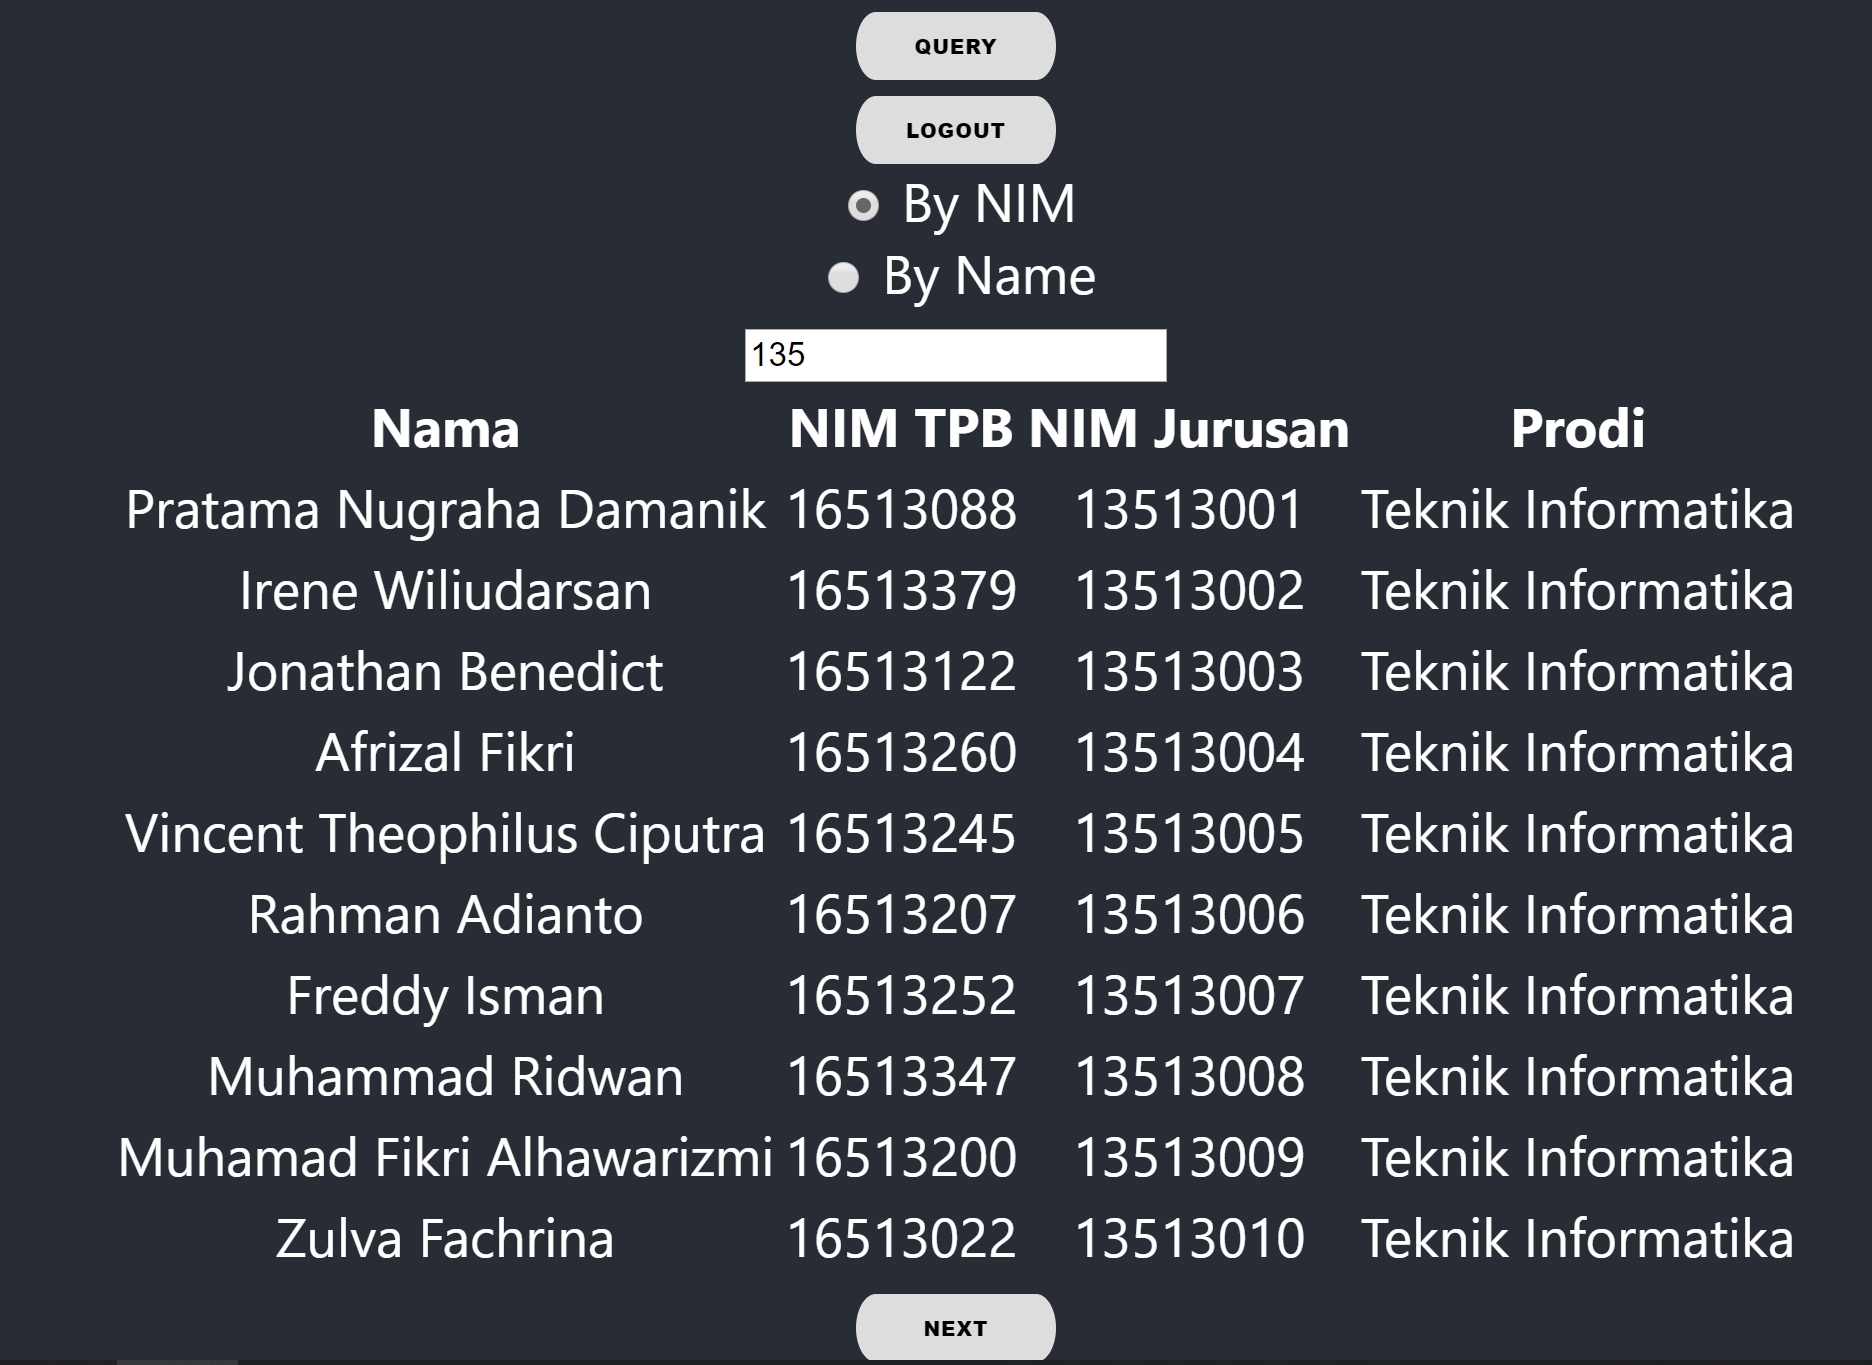 QUERY
LOGOUT
By NIM
By Name
135
Nama NIM TPB NIM Jurusan Prodi
Pratama Nugraha Damanik 16513088 13513001 Teknik Informatika
Irene Wiliudarsan 16513379 13513002 Teknik Informatika
Jonathan Benedict 16513122 13513003 Teknik Informatika
Afrizal Fikri 16513260 13513004 Teknik Informatika
Vincent Theophilus Ciputra 16513245 13513005 Teknik Informatika
Rahman Adianto 16513207 13513006 Teknik Informatika
Freddy Isman 16513252 13513007 Teknik Informatika
Muhammad Ridwan 16513347 13513008 Teknik Informatika
Muhamad Fikri Alhawarizmi 16513200 13513009 Teknik Informatika
Zulva Fachrina 16513022 13513010 Teknik Informatika
NEXT